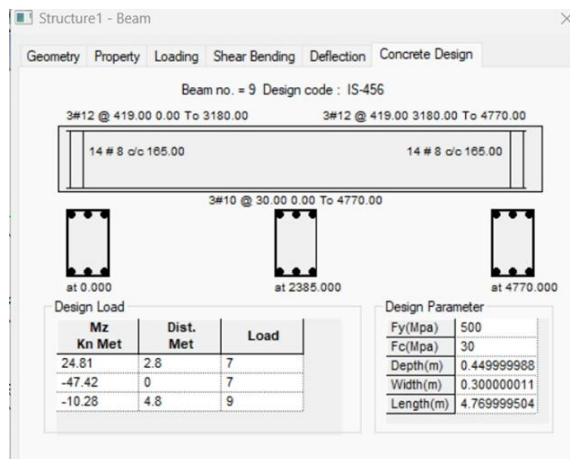 Structure1 - Beam
Geometry Property Loading Shear Bending Deflection Concrete Design
Beam no. = 9 Design code : IS-456
3#12 @ 419.00 0.00 To 3180.00 3#12 @ 419.00 3180.00 To 4770.00
14 # 8 c/c 165.00 14 # 8 c/c 165.00
3#10 @ 30.00 0.00 To 4770.00
at 0.000 at 2385.000 at 4770.000
Design Load Design Parameter
Mz Dist. Load
Kn Met Met
24.81 2.8 7
-47.42 0 7
-10.28 4.8 9
Fy(Mpa) 500
Fc(Mpa) 30
Depth(m) 0.449999988
Width(m) 0.300000011
Length(m) 4.769999504